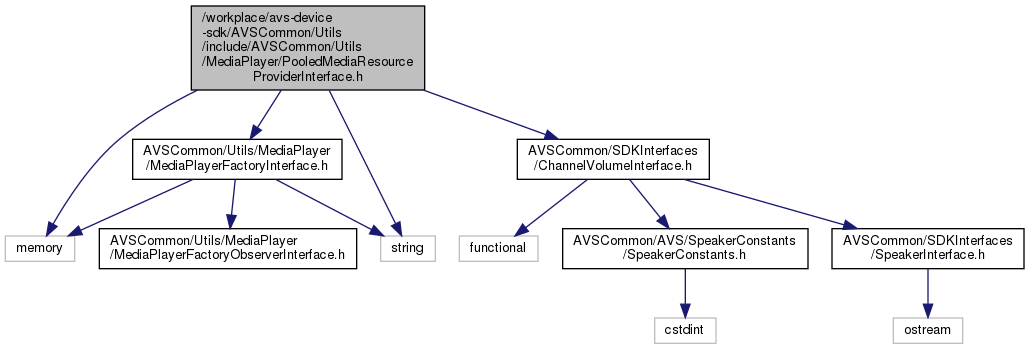 /workplace/avs-device
-sdk/AVSCommon/Utils
/include/AVSCommon/Utils
/MediaPlayer/PooledMediaResource
ProviderInterface.h
AVSCommon/Utils/MediaPlayer
/MediaPlayerFactoryInterface.h
AVSCommon/SDKInterfaces
/ChannelVolumeInterface.h
memory
AVSCommon/Utils/MediaPlayer
/MediaPlayerFactoryObserverInterface.h
string
functional
AVSCommon/AVS/SpeakerConstants
/SpeakerConstants.h
AVSCommon/SDKInterfaces
/SpeakerInterface.h
cstdint
ostream